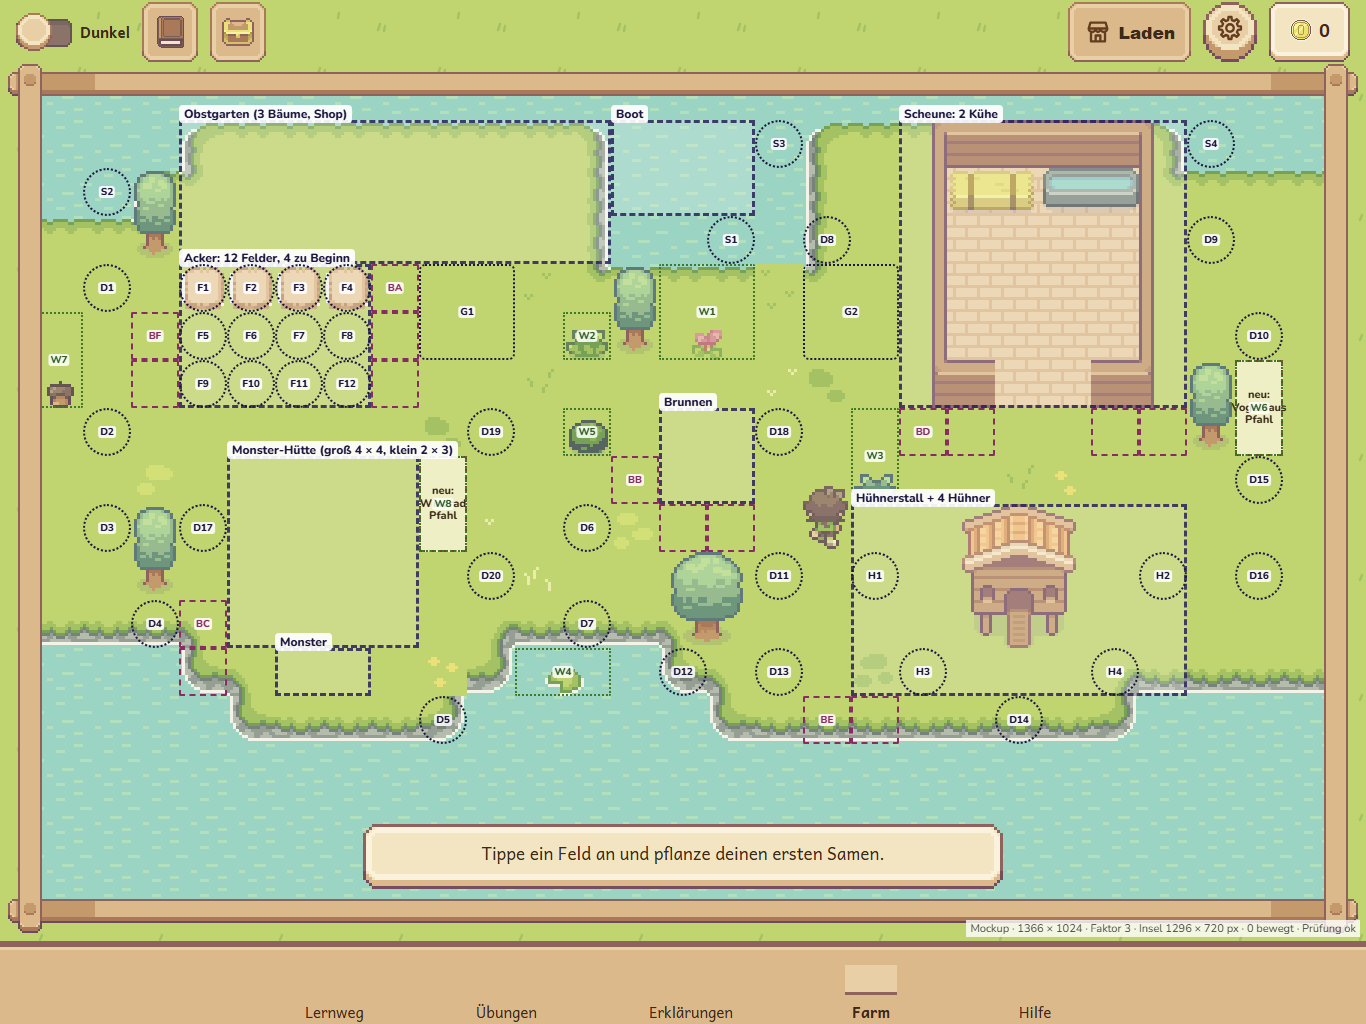 Dunkel
Laden
0
Obstgarten (3 Bäume, Shop)
Boot
Scheune: 2 Kühe
S3
S4
S2
S1
D8
D9
Acker: 12 Felder, 4 zu Beginn
D1
F1
F2
F3
F4
BA
G1
W1
G2
BF
F5
F6
F7
F8
W2
D10
W7
F9
F10
F11
F12
Brunnen
neu:
W6 aus
Pfahl
D2
D19
W5
D18
BD
Monster-Hütte (groß 4 × 4, klein 2 × 3)
W3
BB
D15
neu:
W W8 ad
Pfahl
Hühnerstall + 4 Hühner
D3
D17
D6
D20
D11
H1
H2
D16
D4
BC
D7
Monster
W4
D12
D13
H3
H4
D5
BE
D14
Tippe ein Feld an und pflanze deinen ersten Samen.
Mockup · 1366 × 1024 · Faktor 3 · Insel 1296 × 720 px · 0 bewegt · Prüfung ok
Lernweg
Übungen
Erklärungen
Farm
Hilfe